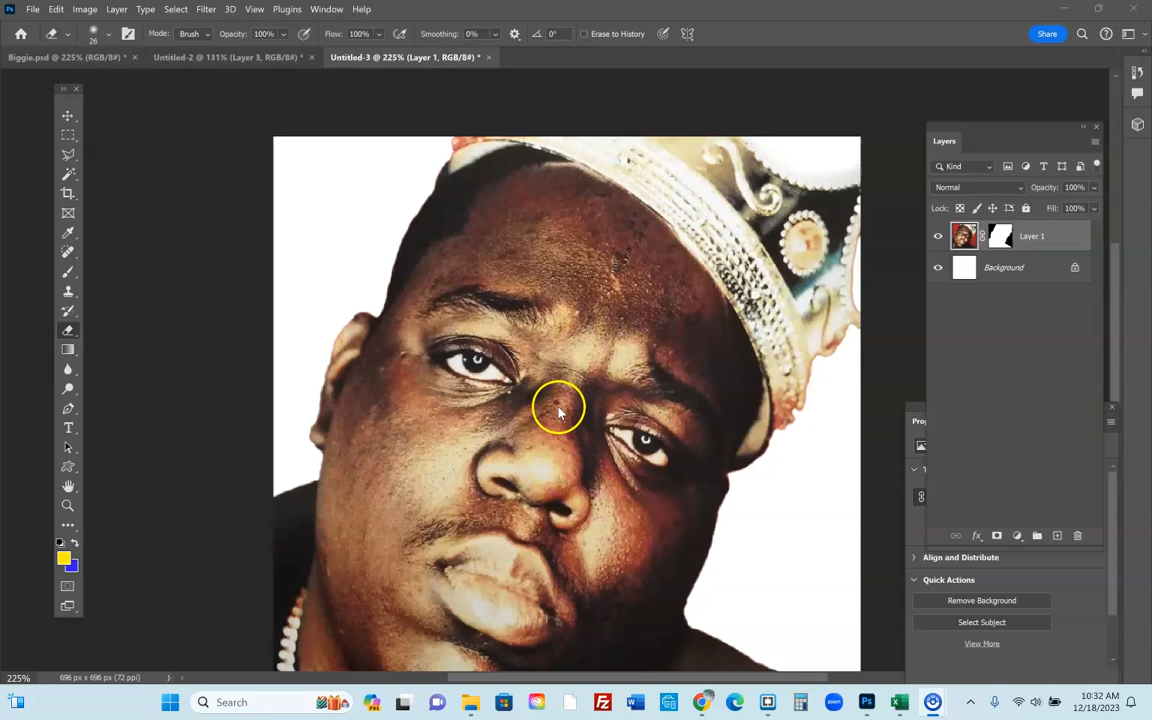 Ps File Edit Image Layer Type Select Filter 3D View Plugins Window Help
26 Mode: Brush Opacity: 100% Flow: 100% Smoothing: 0% 0° Erase to History Share
Biggie.psd @ 225% (RGB/8#) * × Untitled-2 @ 131% (Layer 3, RGB/8#) * × Untitled-3 @ 225% (Layer 1, RGB/8#) * ×
Layers
Kind
Normal Opacity: 100%
Lock: Fill: 100%
Layer 1
Background
fx
Align and Distribute
Quick Actions
Remove Background
Select Subject
View More
225% 696 px x 696 px (72 ppi)
Search
10:32 AM
12/18/2023